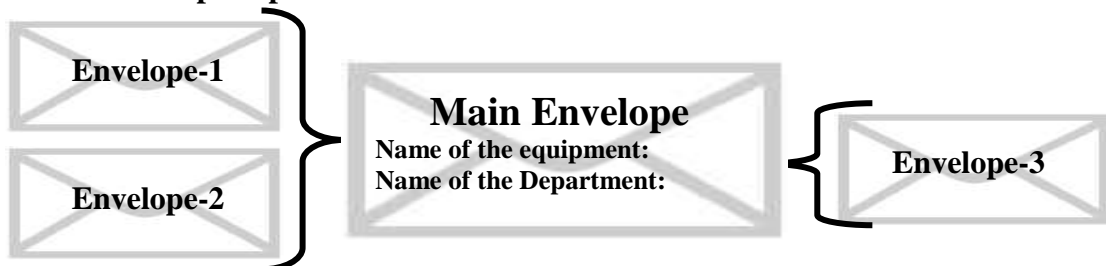 Envelope-1
Envelope-2
Main Envelope
Name of the equipment:
Name of the Department:
Envelope-3